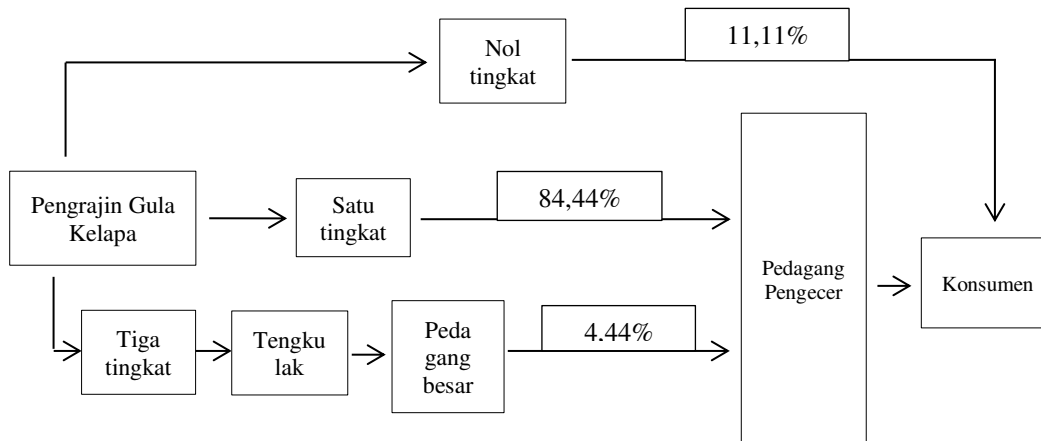 Nol
tingkat
11,11%
Pengrajin Gula
Kelapa
Satu
tingkat
84,44%
Pedagang
Pengecer
Konsumen
Tiga
tingkat
Tengku
lak
Peda
gang
besar
4.44%